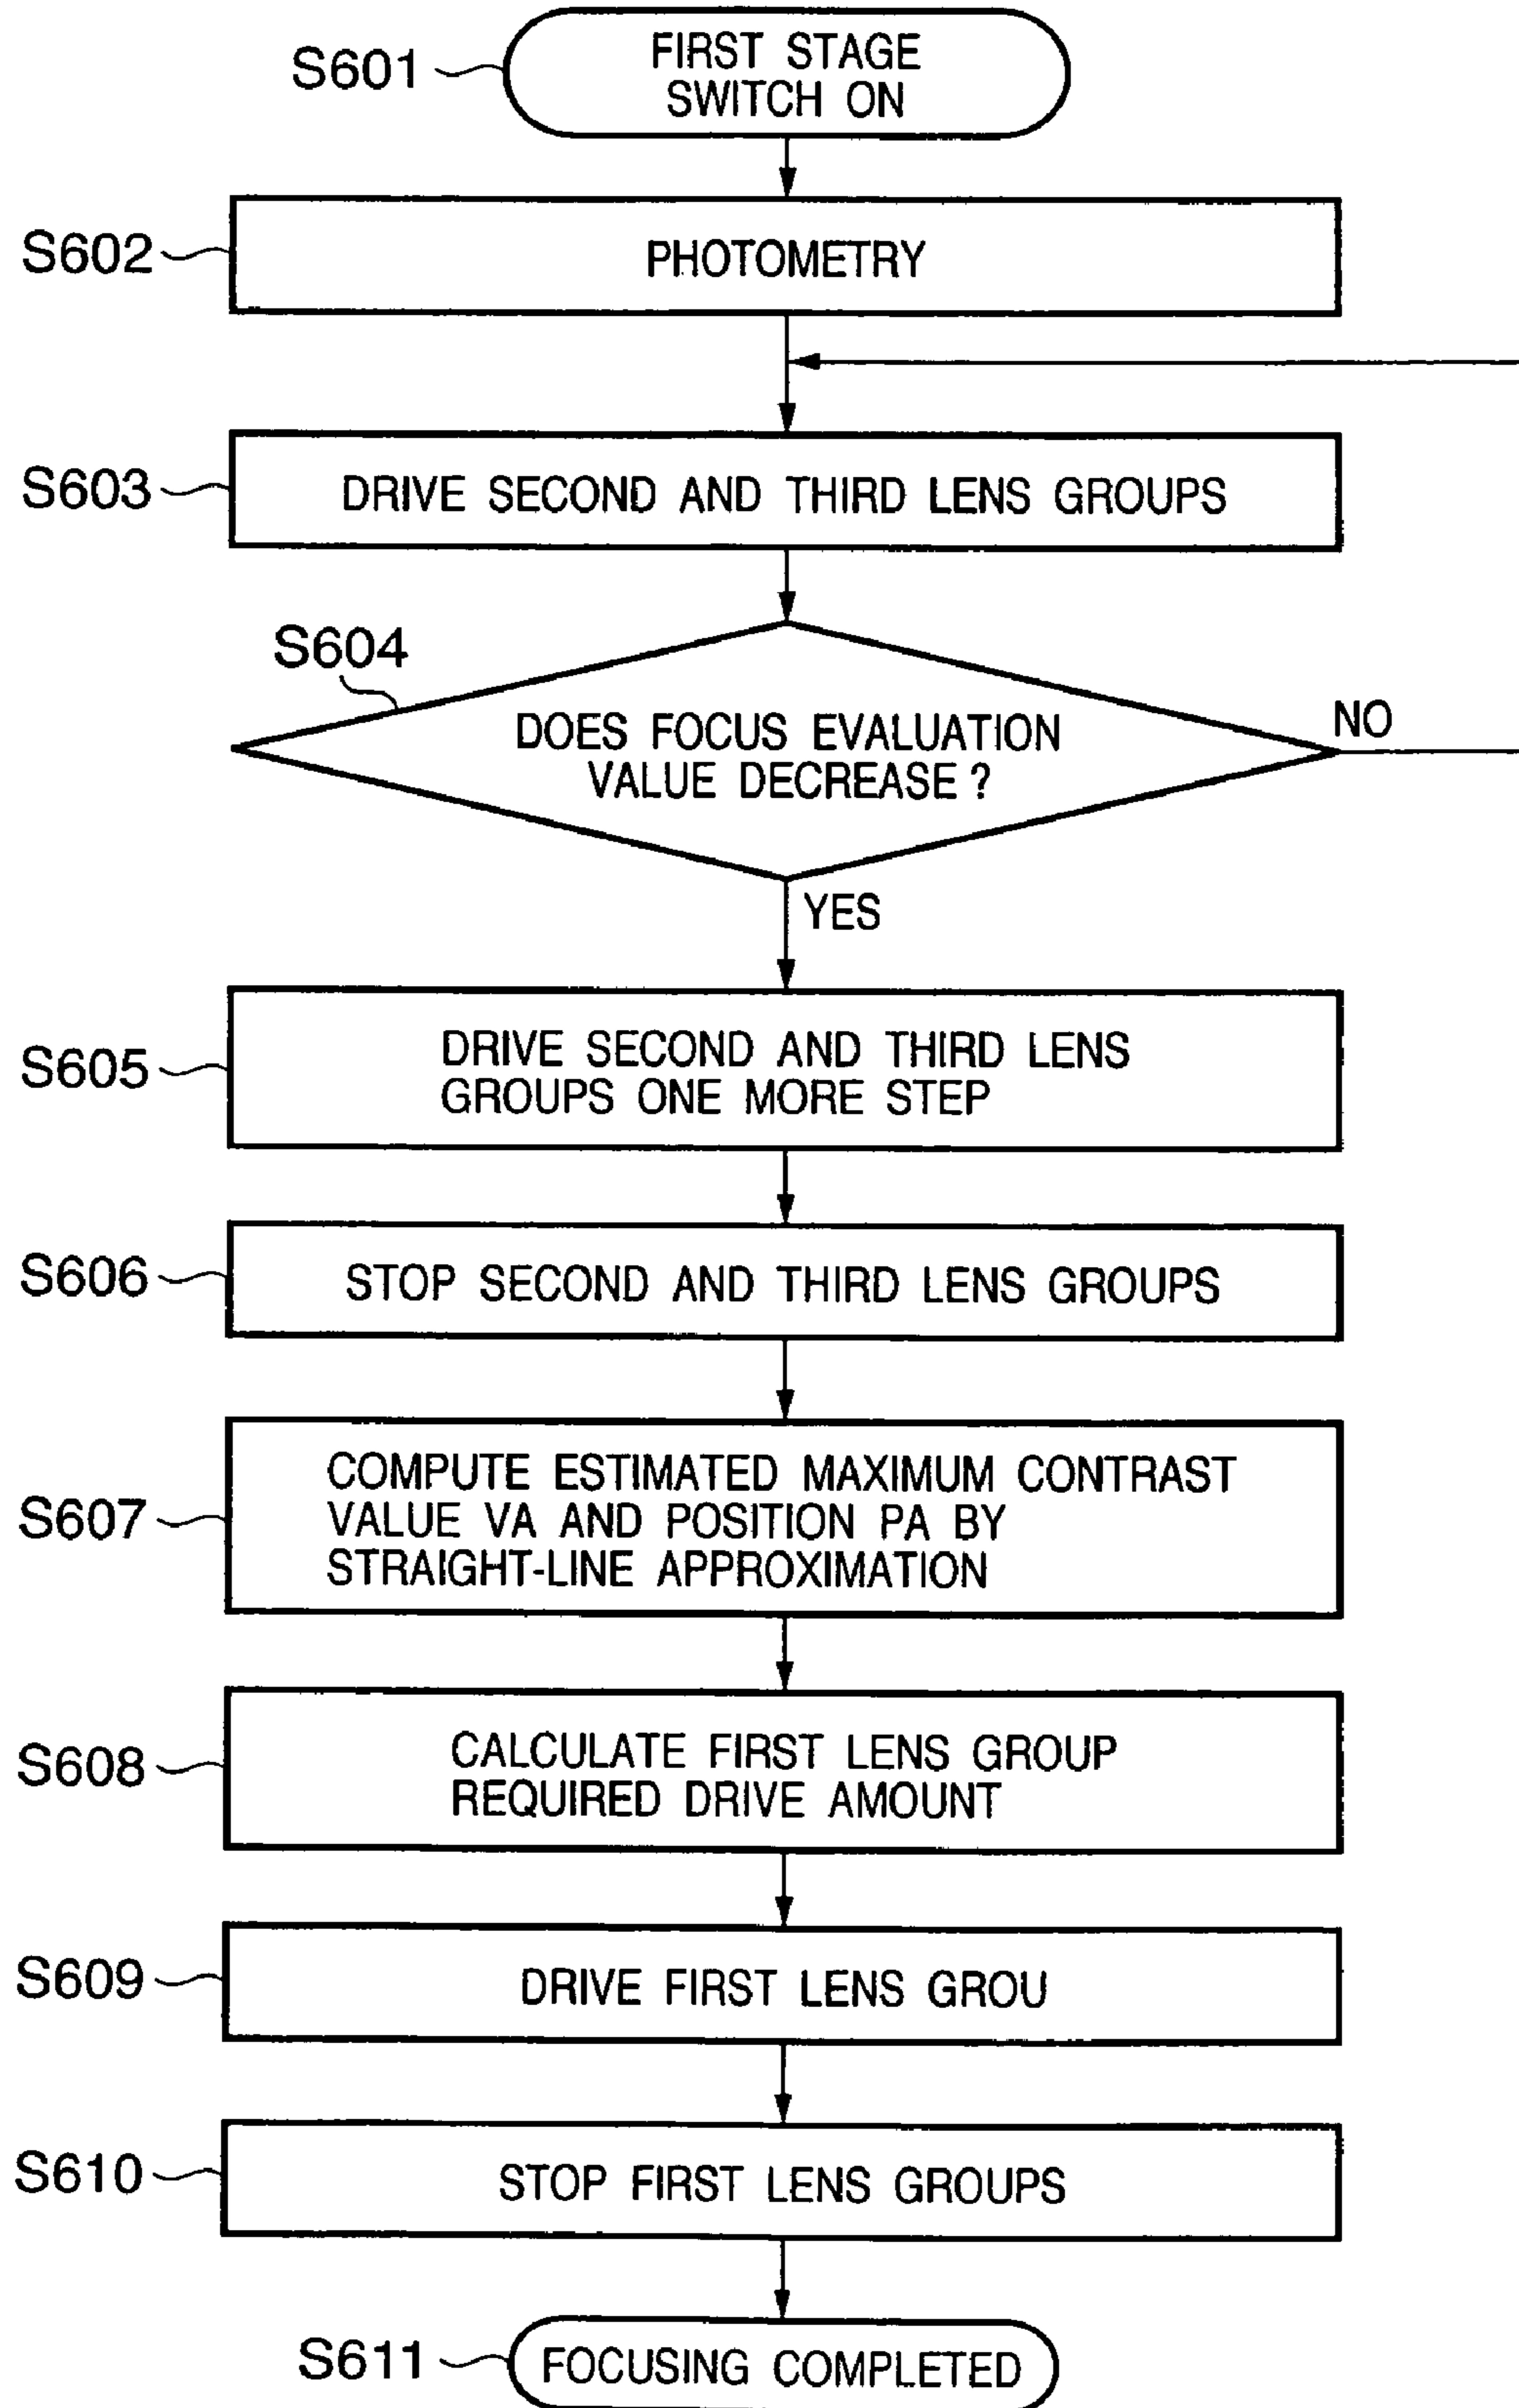 S601
FIRST STAGE
SWITCH ON
S602
PHOTOMETRY
S603
DRIVE SECOND AND THIRD LENS GROUPS
S604
DOES FOCUS EVALUATION
VALUE DECREASE ?
NO
YES
S605
DRIVE SECOND AND THIRD LENS
GROUPS ONE MORE STEP
S606
STOP SECOND AND THIRD LENS GROUPS
S607
COMPUTE ESTIMATED MAXIMUM CONTRAST
VALUE VA AND POSITION PA BY
STRAIGHT-LINE APPROXIMATION
S608
CALCULATE FIRST LENS GROUP
REQUIRED DRIVE AMOUNT
S609
DRIVE FIRST LENS GROU
S610
STOP FIRST LENS GROUPS
S611
FOCUSING COMPLETED